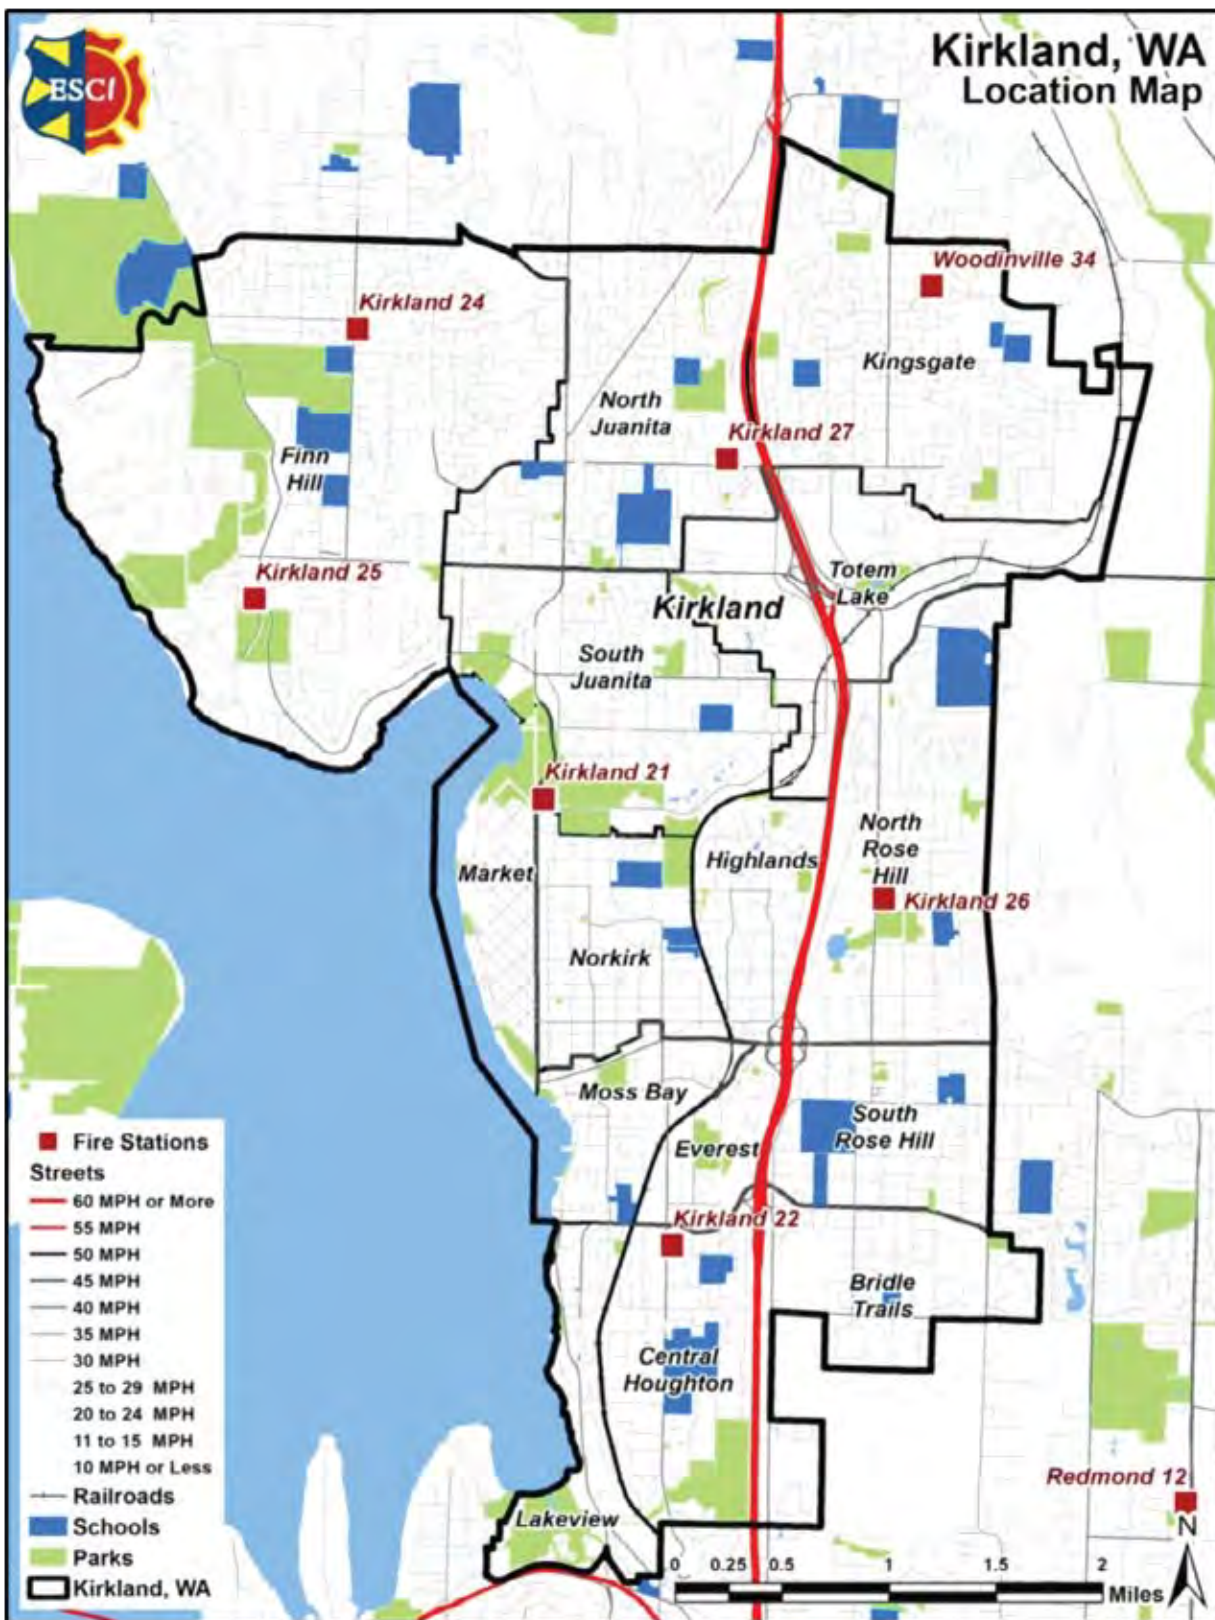 ESCI
Kirkland, WA
Location Map
Woodinville 34
Kirkland 24
Kingsgate
North
Juanita
Kirkland 27
Finn
Hill
Kirkland 25
Totem
Lake
Kirkland
South
Juanita
Kirkland 21
North
Rose
Hill
Highlands
Market
Kirkland 26
Norkirk
Moss Bay
South
Rose Hill
Everest
Kirkland 22
Bridle
Trails
Central
Houghton
Redmond 12
Lakeview
Fire Stations
Streets
60 MPH or More
55 MPH
50 MPH
45 MPH
40 MPH
35 MPH
30 MPH
25 to 29 MPH
20 to 24 MPH
11 to 15 MPH
10 MPH or Less
Railroads
Schools
Parks
Kirkland, WA
N
0 0.25 0.5 1 1.5 2
Miles